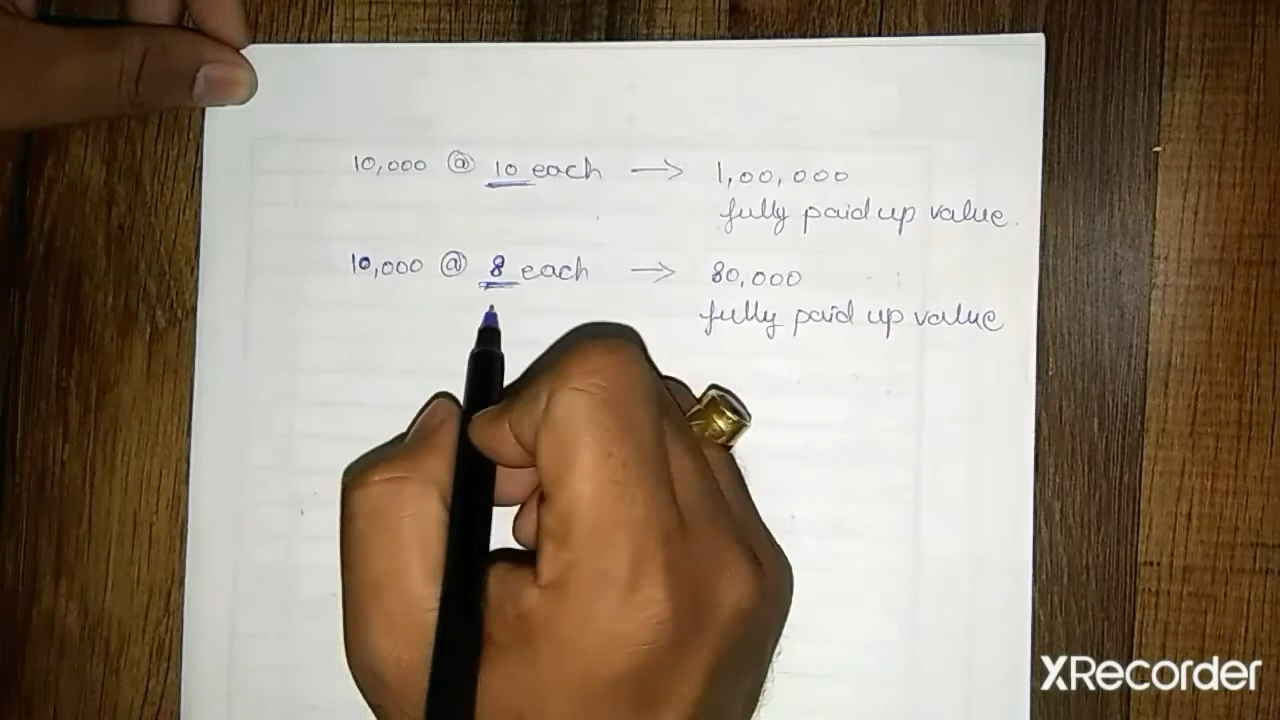 10,000 @ 10 each → 1,00,000
fully paid up value.
10,000 @ 8 each → 80,000
fully paid up value
XRecorder